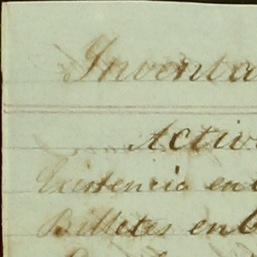 Inventa
Activ
Existencia en
Billetes en